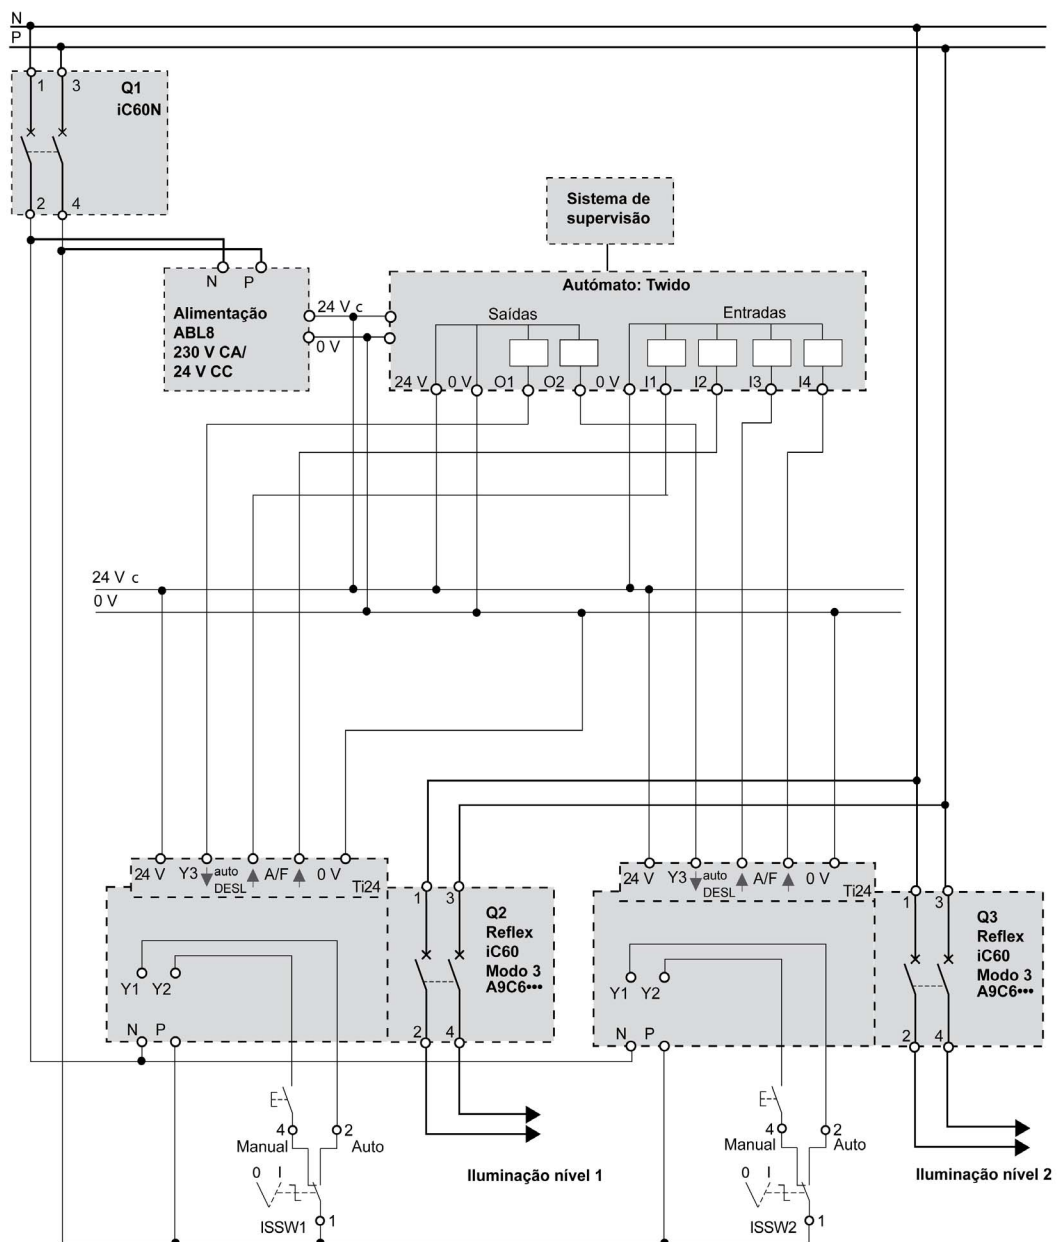 N
P
1 3
Q1
iC60N
2 4
Sistema de
supervisão
N P
Alimentação
ABL8
230 V CA/
24 V CC
24 V c
0 V
Autómato: Twido
Saídas
Entradas
24 V 0 V O1 O2 0 V I1 I2 I3 I4
24 V c
0 V
24 V Y3 auto DESL A/F 0 V
Ti24
1 3
Q2
Reflex
iC60
Modo 3
A9C6•••
Y1 Y2
N P
2 4
24 V Y3 auto DESL A/F 0 V
Ti24
1 3
Q3
Reflex
iC60
Modo 3
A9C6•••
Y1 Y2
N P
2 4
4 2
Manual Auto
0 I
ISSW1 1
Iluminação nível 1
4 2
Manual Auto
0 I
ISSW2 1
Iluminação nível 2